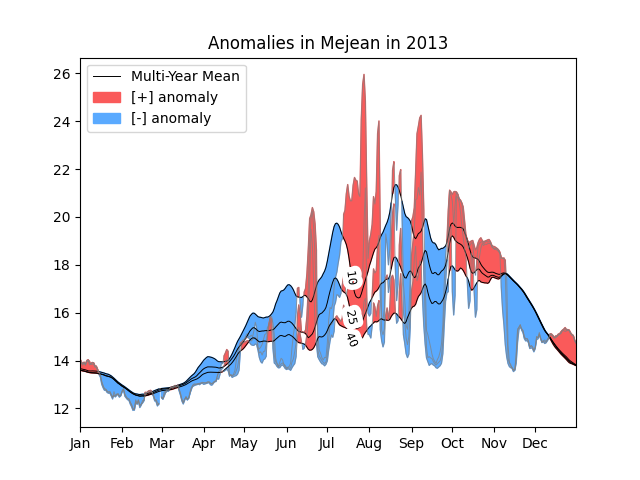 Anomalies in Mejean in 2013
Multi-Year Mean
[+] anomaly
[-] anomaly
26
24
22
20
18
16
14
12
10
25
40
Jan Feb Mar Apr May Jun Jul Aug Sep Oct Nov Dec